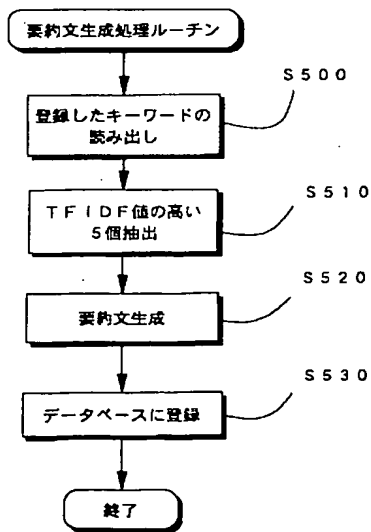 要約文生成処理ルーチン
S500
登録したキーワードの
読み出し
S510
TFIDF値の高い
5個抽出
S520
要約文生成
S530
データベースに登録
終了